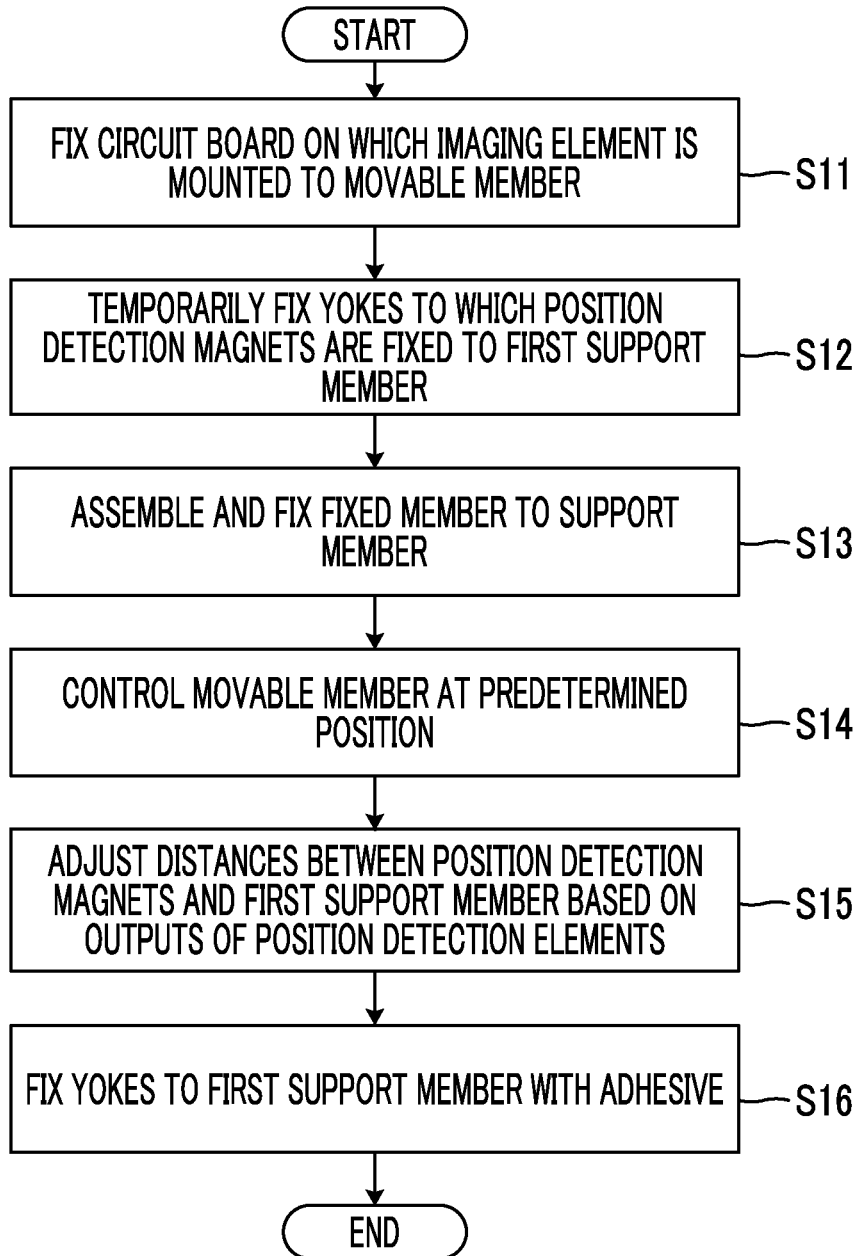 START
FIX CIRCUIT BOARD ON WHICH IMAGING ELEMENT IS
MOUNTED TO MOVABLE MEMBER
S11
TEMPORARILY FIX YOKES TO WHICH POSITION
DETECTION MAGNETS ARE FIXED TO FIRST SUPPORT
MEMBER
S12
ASSEMBLE AND FIX FIXED MEMBER TO SUPPORT
MEMBER
S13
CONTROL MOVABLE MEMBER AT PREDETERMINED
POSITION
S14
ADJUST DISTANCES BETWEEN POSITION DETECTION
MAGNETS AND FIRST SUPPORT MEMBER BASED ON
OUTPUTS OF POSITION DETECTION ELEMENTS
S15
FIX YOKES TO FIRST SUPPORT MEMBER WITH ADHESIVE
S16
END